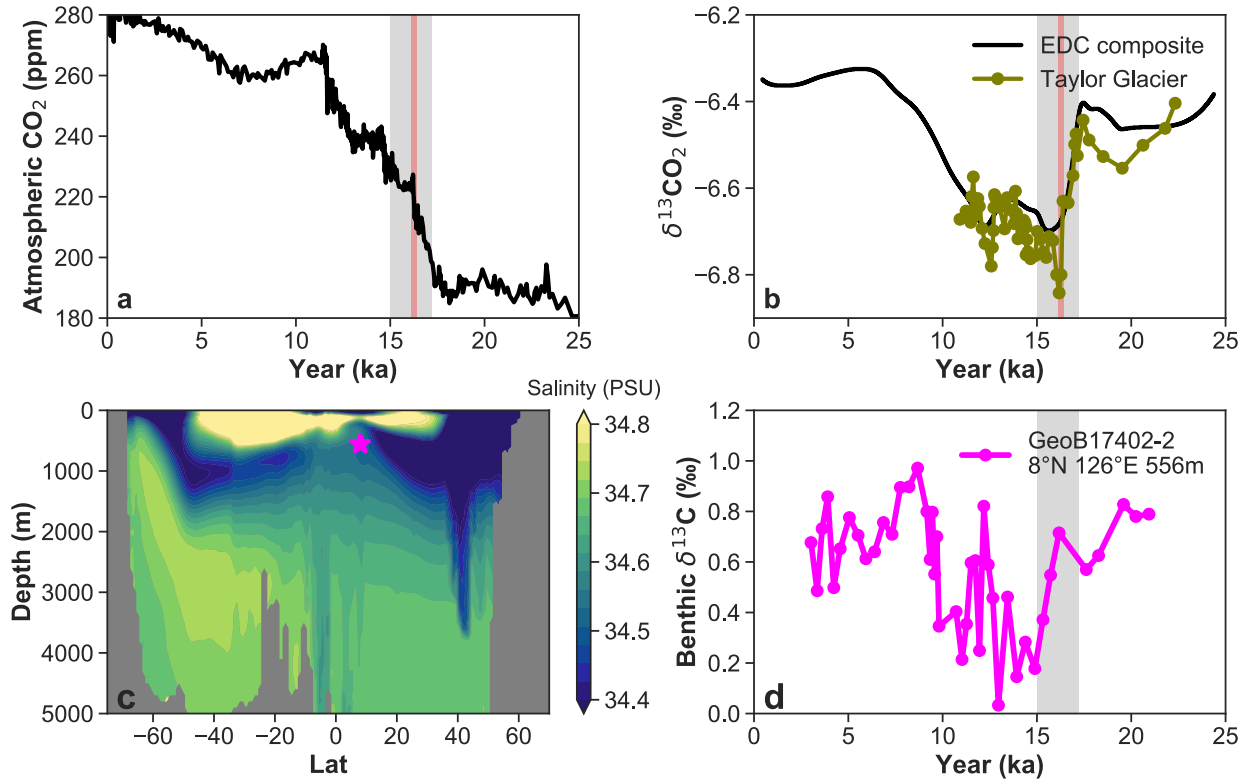 280
260
240
220
200
180
Atmospheric CO₂ (ppm)
a
0 5 10 15 20 25
Year (ka)
−6.2
−6.4
−6.6
−6.8
δ¹³CO₂ (‰)
EDC composite
Taylor Glacier
b
0 5 10 15 20 25
Year (ka)
0
1000
2000
3000
4000
5000
Depth (m)
c
−60 −40 −20 0 20 40 60
Lat
Salinity (PSU)
34.8
34.7
34.6
34.5
34.4
1.2
1.0
0.8
0.6
0.4
0.2
0.0
Benthic δ¹³C (‰)
GeoB17402-2
8°N 126°E 556m
d
0 5 10 15 20 25
Year (ka)